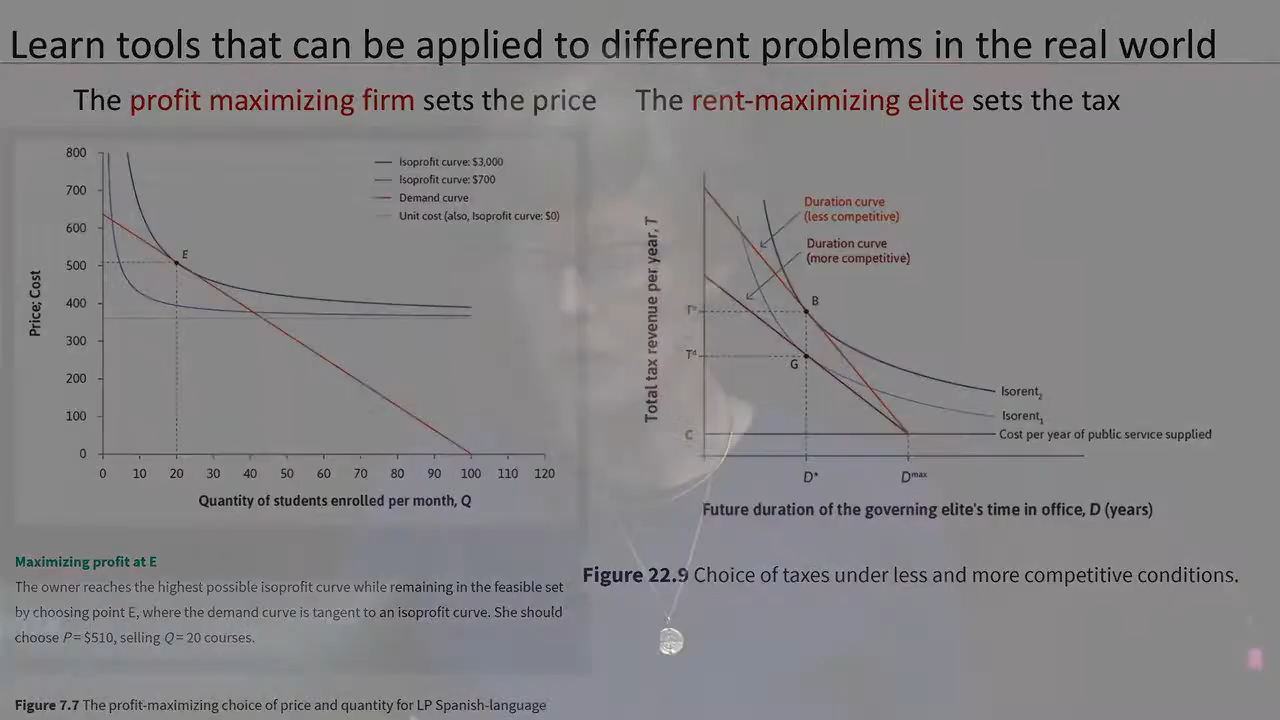 Learn tools that can be applied to different problems in the real world
The profit maximizing firm sets the price
The rent-maximizing elite sets the tax
800
700
600
500
400
300
200
100
0
Price; Cost
Isoprofit curve: $3,000
Isoprofit curve: $700
Demand curve
Unit cost (also, Isoprofit curve: $0)
E
0 10 20 30 40 50 60 70 80 90 100 110 120
Quantity of students enrolled per month, Q
Total tax revenue per year, T
Duration curve
(less competitive)
Duration curve
(more competitive)
B
G
C
Isorent2
Isorent1
Cost per year of public service supplied
D* Dmax
Future duration of the governing elite's time in office, D (years)
Maximizing profit at E
The owner reaches the highest possible isoprofit curve while remaining in the feasible set
by choosing point E, where the demand curve is tangent to an isoprofit curve. She should
choose P = $510, selling Q = 20 courses.
Figure 22.9 Choice of taxes under less and more competitive conditions.
Figure 7.7 The profit-maximizing choice of price and quantity for LP Spanish-language